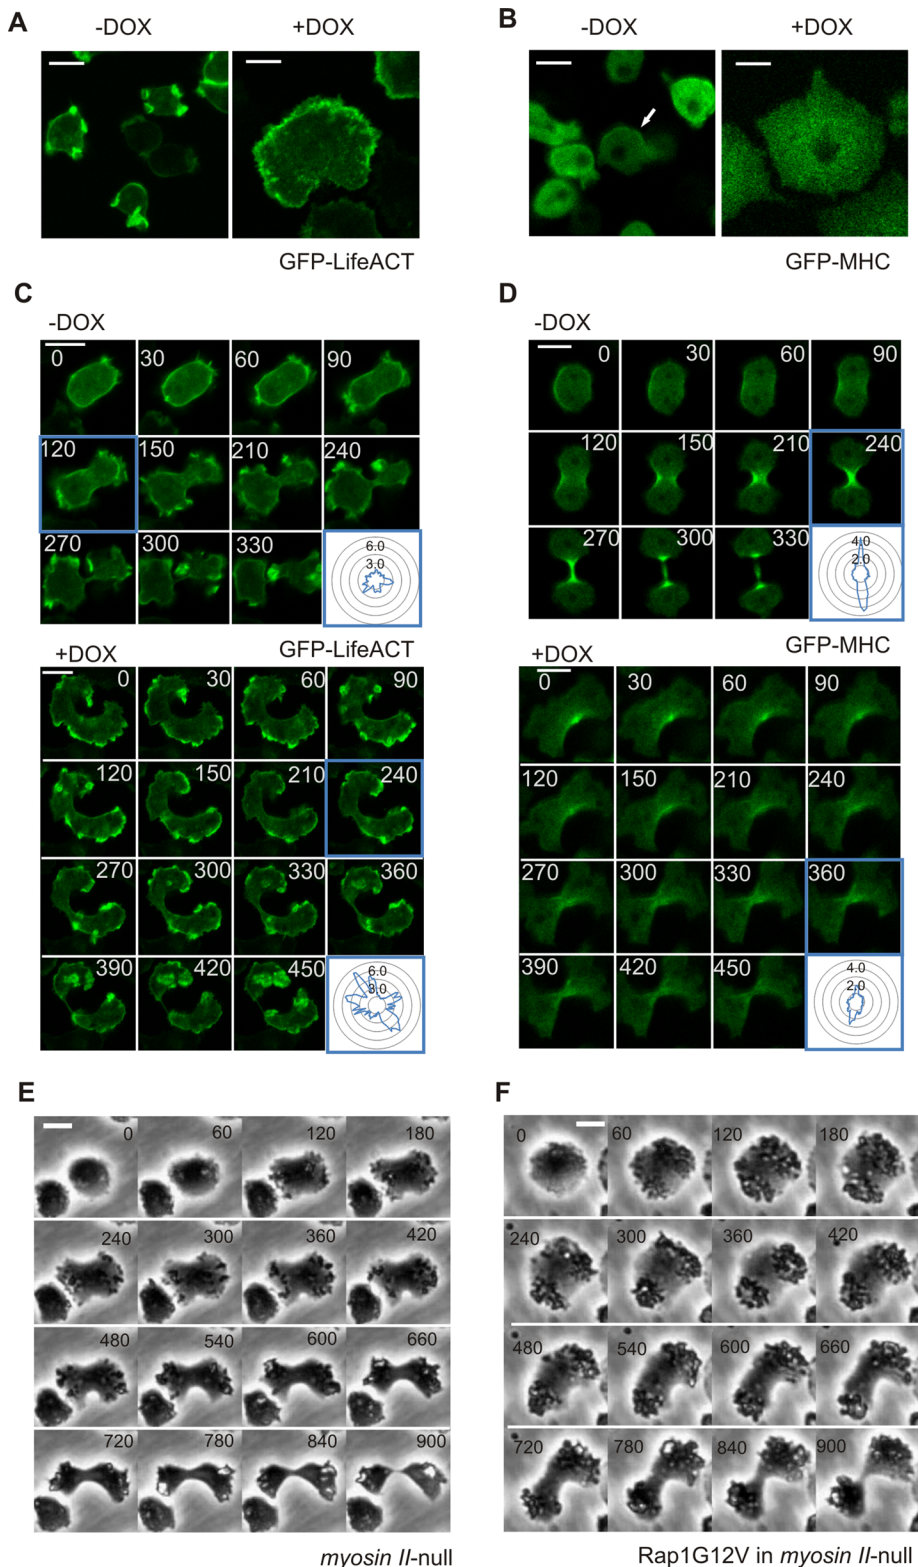 A
-DOX
+DOX
GFP-LifeACT
B
-DOX
+DOX
GFP-MHC
C
-DOX
0 30 60 90
120 150 210 240
270 300 330 6.0
3.0
GFP-LifeACT
+DOX
0 30 60 90
120 150 210 240
270 300 330 360
390 420 450 6.0
3.0
D
-DOX
0 30 60 90
120 150 210 240
270 300 330 4.0
2.0
GFP-MHC
+DOX
0 30 60 90
120 150 210 240
270 300 330 360
390 420 450 4.0
2.0
E
0 60 120 180
240 300 360 420
480 540 600 660
720 780 840 900
myosin II-null
F
0 60 120 180
240 300 360 420
480 540 600 660
720 780 840 900
Rap1G12V in myosin II-null